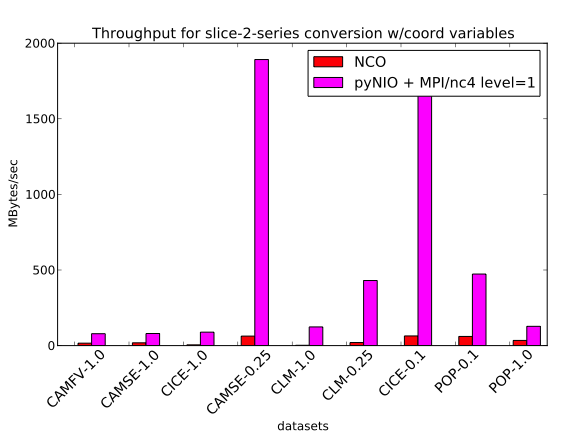 Throughput for slice-2-series conversion w/coord variables
2000
1500
1000
500
0
MBytes/sec
NCO
pyNIO + MPI/nc4 level=1
CAMFV-1.0
CAMSE-1.0
CICE-1.0
CAMSE-0.25
CLM-1.0
CLM-0.25
CICE-0.1
POP-0.1
POP-1.0
datasets